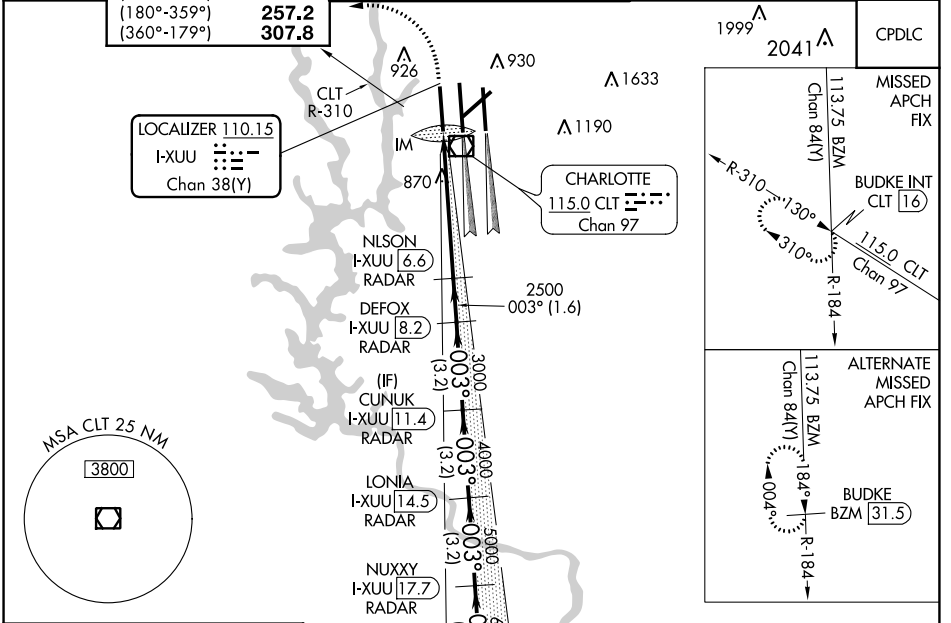 (180°-359°) 257.2
(360°-179°) 307.8
1999
2041
CPDLC
926
930
1633
1190
CLT
R-310
LOCALIZER 110.15
I-XUU
Chan 38(Y)
IM
870
CHARLOTTE
115.0 CLT
Chan 97
NLSON
I-XUU 6.6
RADAR
2500
003° (1.6)
DEFOX
I-XUU 8.2
RADAR
3000
003°
(3.2)
(IF)
CUNUK
I-XUU 11.4
RADAR
4000
003°
(3.2)
LONIA
I-XUU 14.5
RADAR
5000
003°
(3.2)
NUXXY
I-XUU 17.7
RADAR
MSA CLT 25 NM
3800
MISSED
APCH
FIX
113.75 BZM
Chan 84(Y)
R-310
130°
310°
BUDKE INT
CLT 16
115.0 CLT
Chan 97
R-184
ALTERNATE
MISSED
APCH FIX
113.75 BZM
Chan 84(Y)
184°
004°
BUDKE
BZM 31.5
R-184